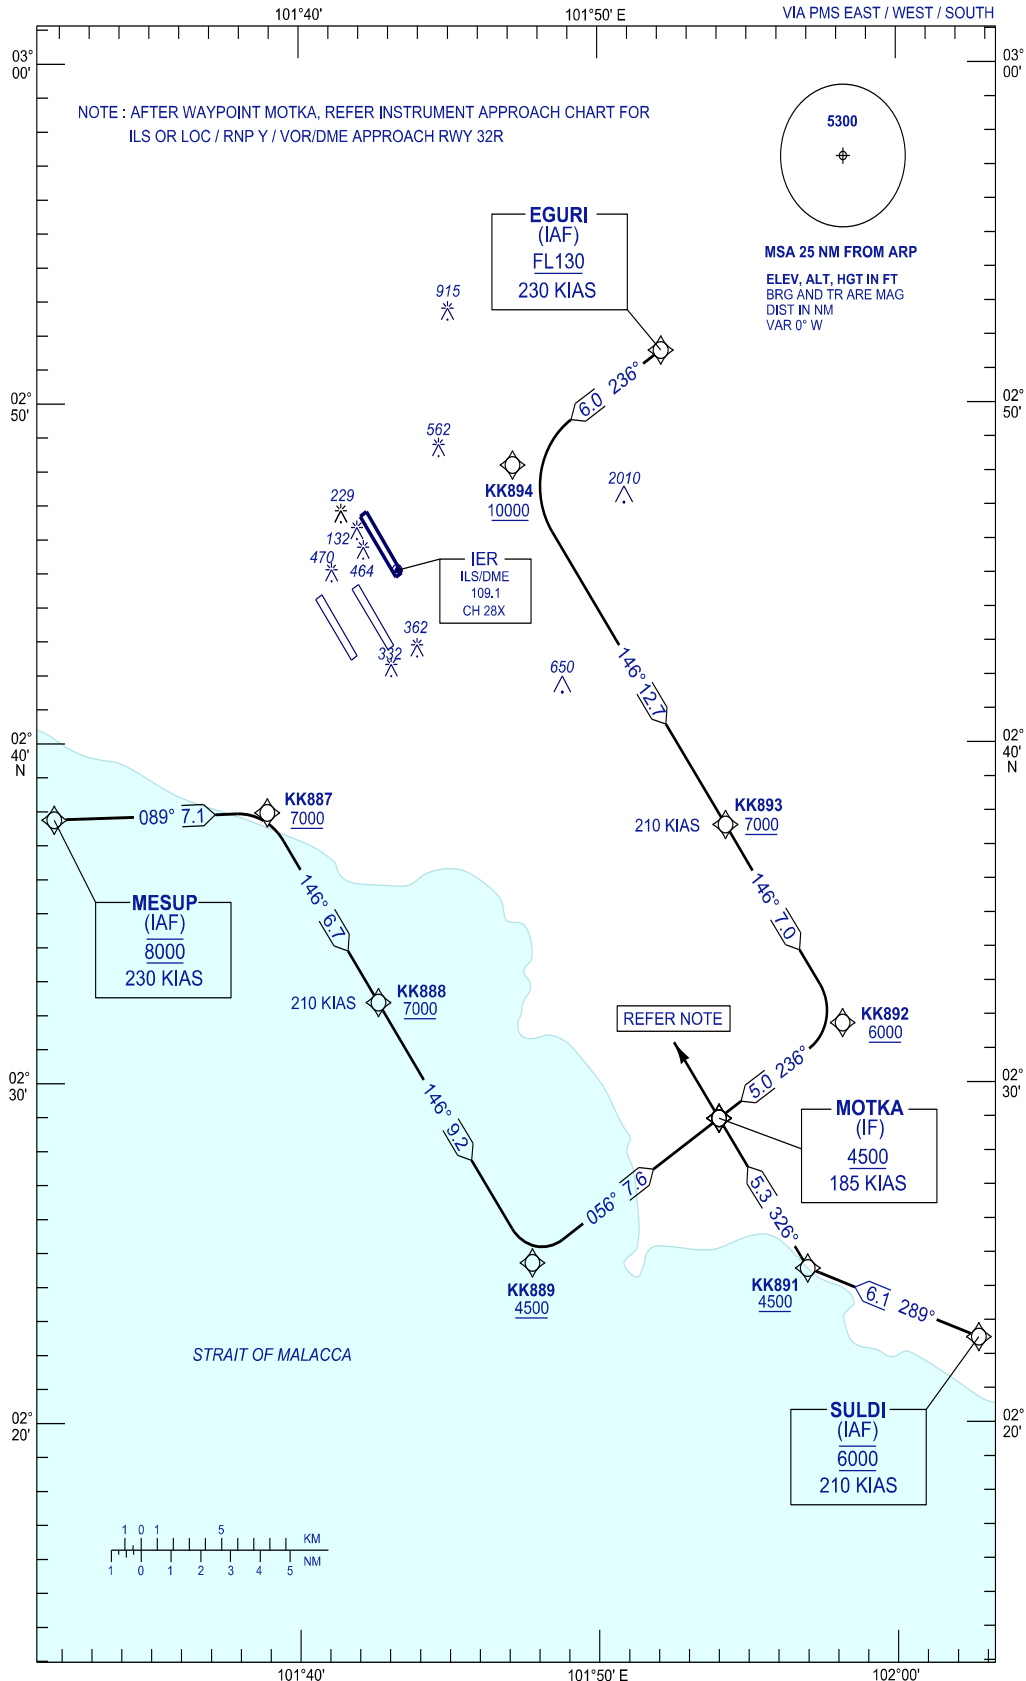 101°40'
101°50' E
VIA PMS EAST / WEST / SOUTH
03°
00'
03°
00'
NOTE : AFTER WAYPOINT MOTKA, REFER INSTRUMENT APPROACH CHART FOR
ILS OR LOC / RNP Y / VOR/DME APPROACH RWY 32R
5300
MSA 25 NM FROM ARP
ELEV, ALT, HGT IN FT
BRG AND TR ARE MAG
DIST IN NM
VAR 0° W
EGURI
(IAF)
FL130
230 KIAS
915
6.0 236°
02°
50'
02°
50'
562
KK894
10000
2010
229
132
470
464
IER
ILS/DME
109.1
CH 28X
362
332
650
146° 12.7
02°
40'
N
02°
40'
N
KK887
7000
089° 7.1
210 KIAS
KK893
7000
MESUP
(IAF)
8000
230 KIAS
146° 6.7
146° 7.0
210 KIAS
KK888
7000
REFER NOTE
KK892
6000
02°
30'
02°
30'
146° 9.2
5.0 236°
MOTKA
(IF)
4500
185 KIAS
056° 7.6
5.3 326°
KK889
4500
KK891
4500
6.1 289°
STRAIT OF MALACCA
SULDI
(IAF)
6000
210 KIAS
02°
20'
02°
20'
1 0 1 5 KM
1 0 1 2 3 4 5 NM
101°40'
101°50' E
102°00'